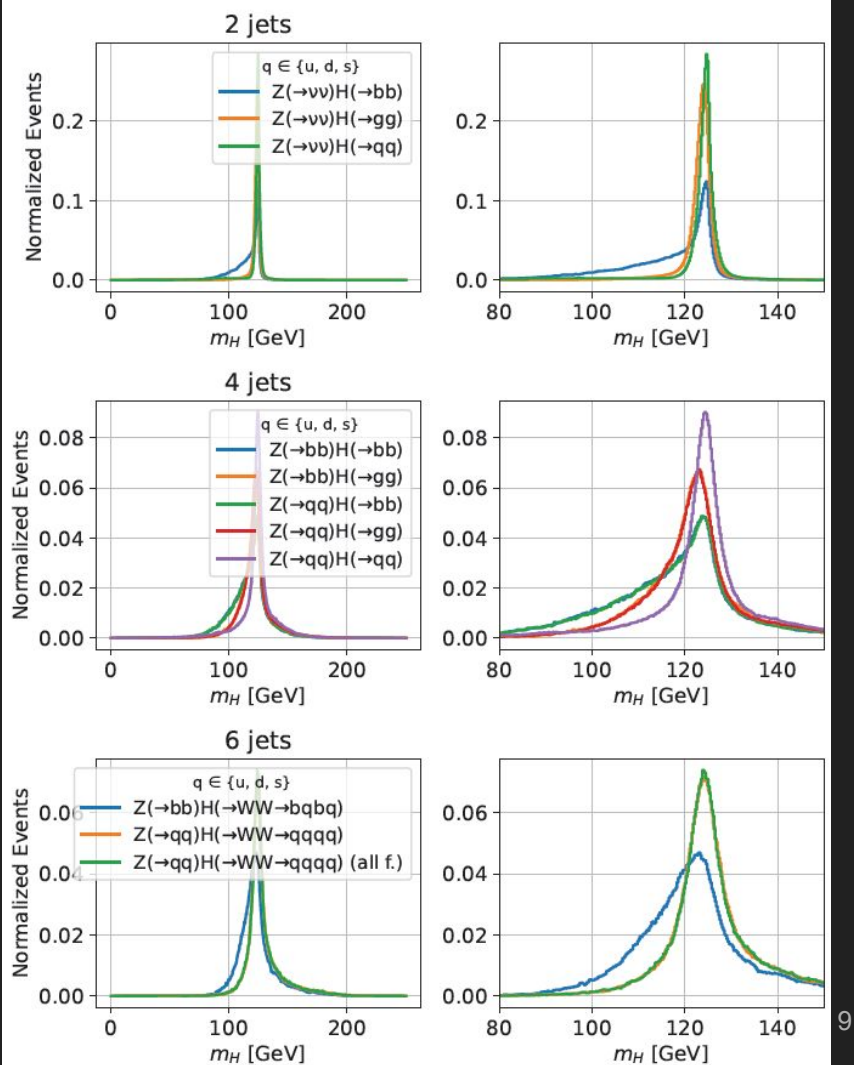 2 jets
Normalized Events
0.2
0.1
0.0
q ∈ {u, d, s}
Z(→νν)H(→bb)
Z(→νν)H(→gg)
Z(→νν)H(→qq)
0 100 200
m_H [GeV]
0.2
0.1
0.0
80 100 120 140
m_H [GeV]
4 jets
Normalized Events
0.08
0.06
0.04
0.02
0.00
q ∈ {u, d, s}
Z(→bb)H(→bb)
Z(→bb)H(→gg)
Z(→qq)H(→bb)
Z(→qq)H(→gg)
Z(→qq)H(→qq)
0 100 200
m_H [GeV]
0.08
0.06
0.04
0.02
0.00
80 100 120 140
m_H [GeV]
6 jets
Normalized Events
0.06
0.04
0.02
0.00
q ∈ {u, d, s}
Z(→bb)H(→WW→bqbq)
Z(→qq)H(→WW→qqqq)
Z(→qq)H(→WW→qqqq) (all f.)
0 100 200
m_H [GeV]
0.06
0.04
0.02
0.00
80 100 120 140
m_H [GeV]
9